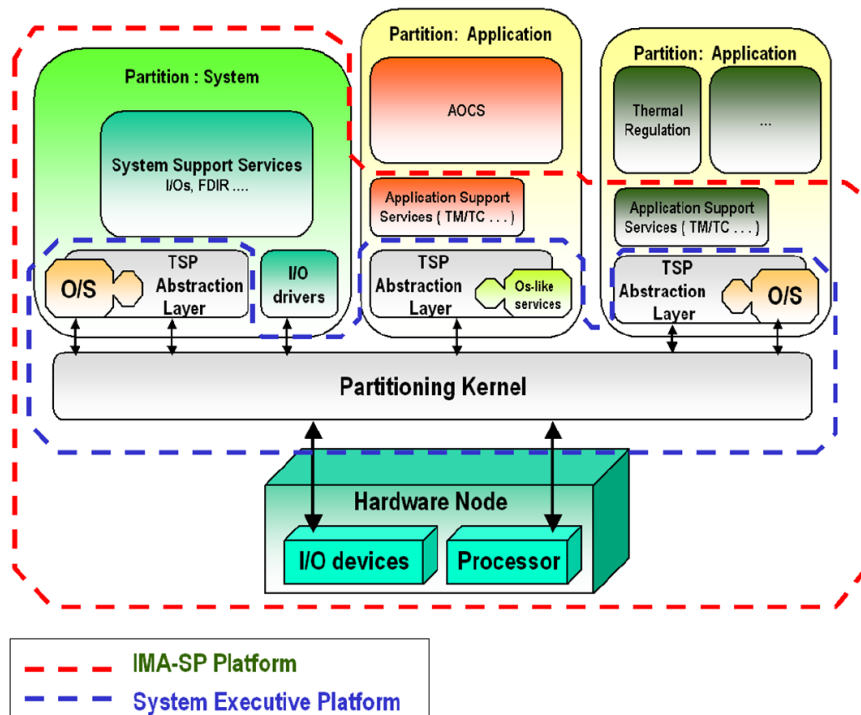 Partition : System
System Support Services
I/Os, FDIR ....
O/S
TSP
Abstraction
Layer
I/O
drivers
Partition: Application
AOCS
Application Support
Services ( TM/TC . . . )
TSP
Abstraction
Layer
Os-like
services
Partition: Application
Thermal
Regulation
...
Application Support
Services ( TM/TC . . . )
TSP
Abstraction
Layer
O/S
Partitioning Kernel
Hardware Node
I/O devices
Processor
IMA-SP Platform
System Executive Platform